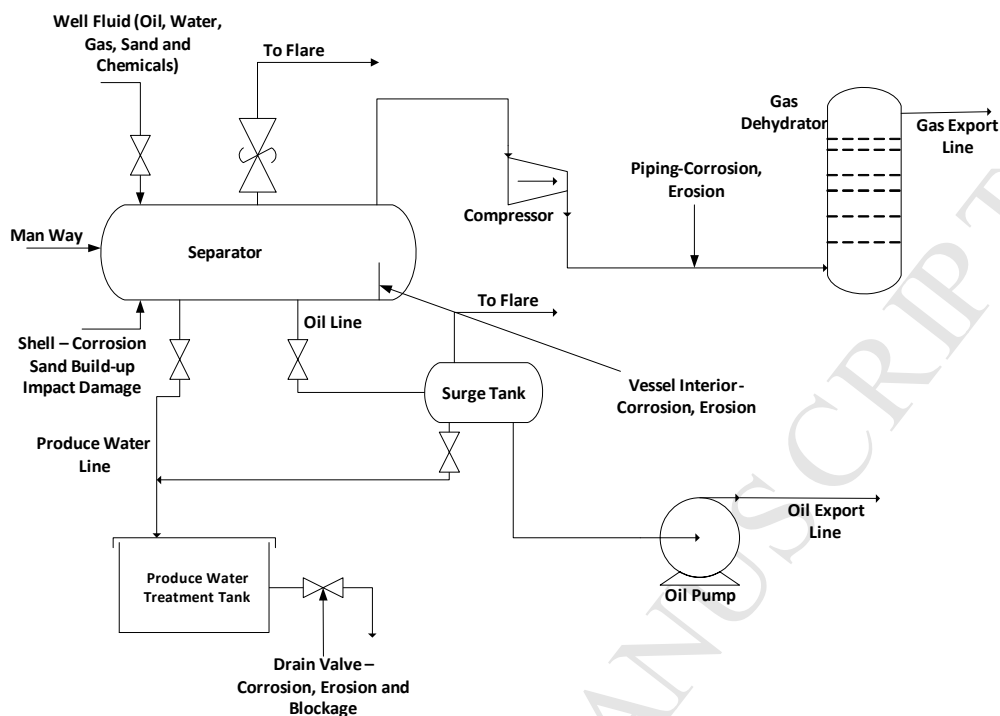 Well Fluid (Oil, Water,
Gas, Sand and
Chemicals)
To Flare
Gas
Dehydrator
Gas Export
Line
Piping-Corrosion,
Erosion
Compressor
Man Way
Separator
To Flare
Oil Line
Shell – Corrosion
Sand Build-up
Impact Damage
Surge Tank
Vessel Interior-
Corrosion, Erosion
Produce Water
Line
Oil Export
Line
Produce Water
Treatment Tank
Oil Pump
Drain Valve –
Corrosion, Erosion and
Blockage
ANUSCRIPT